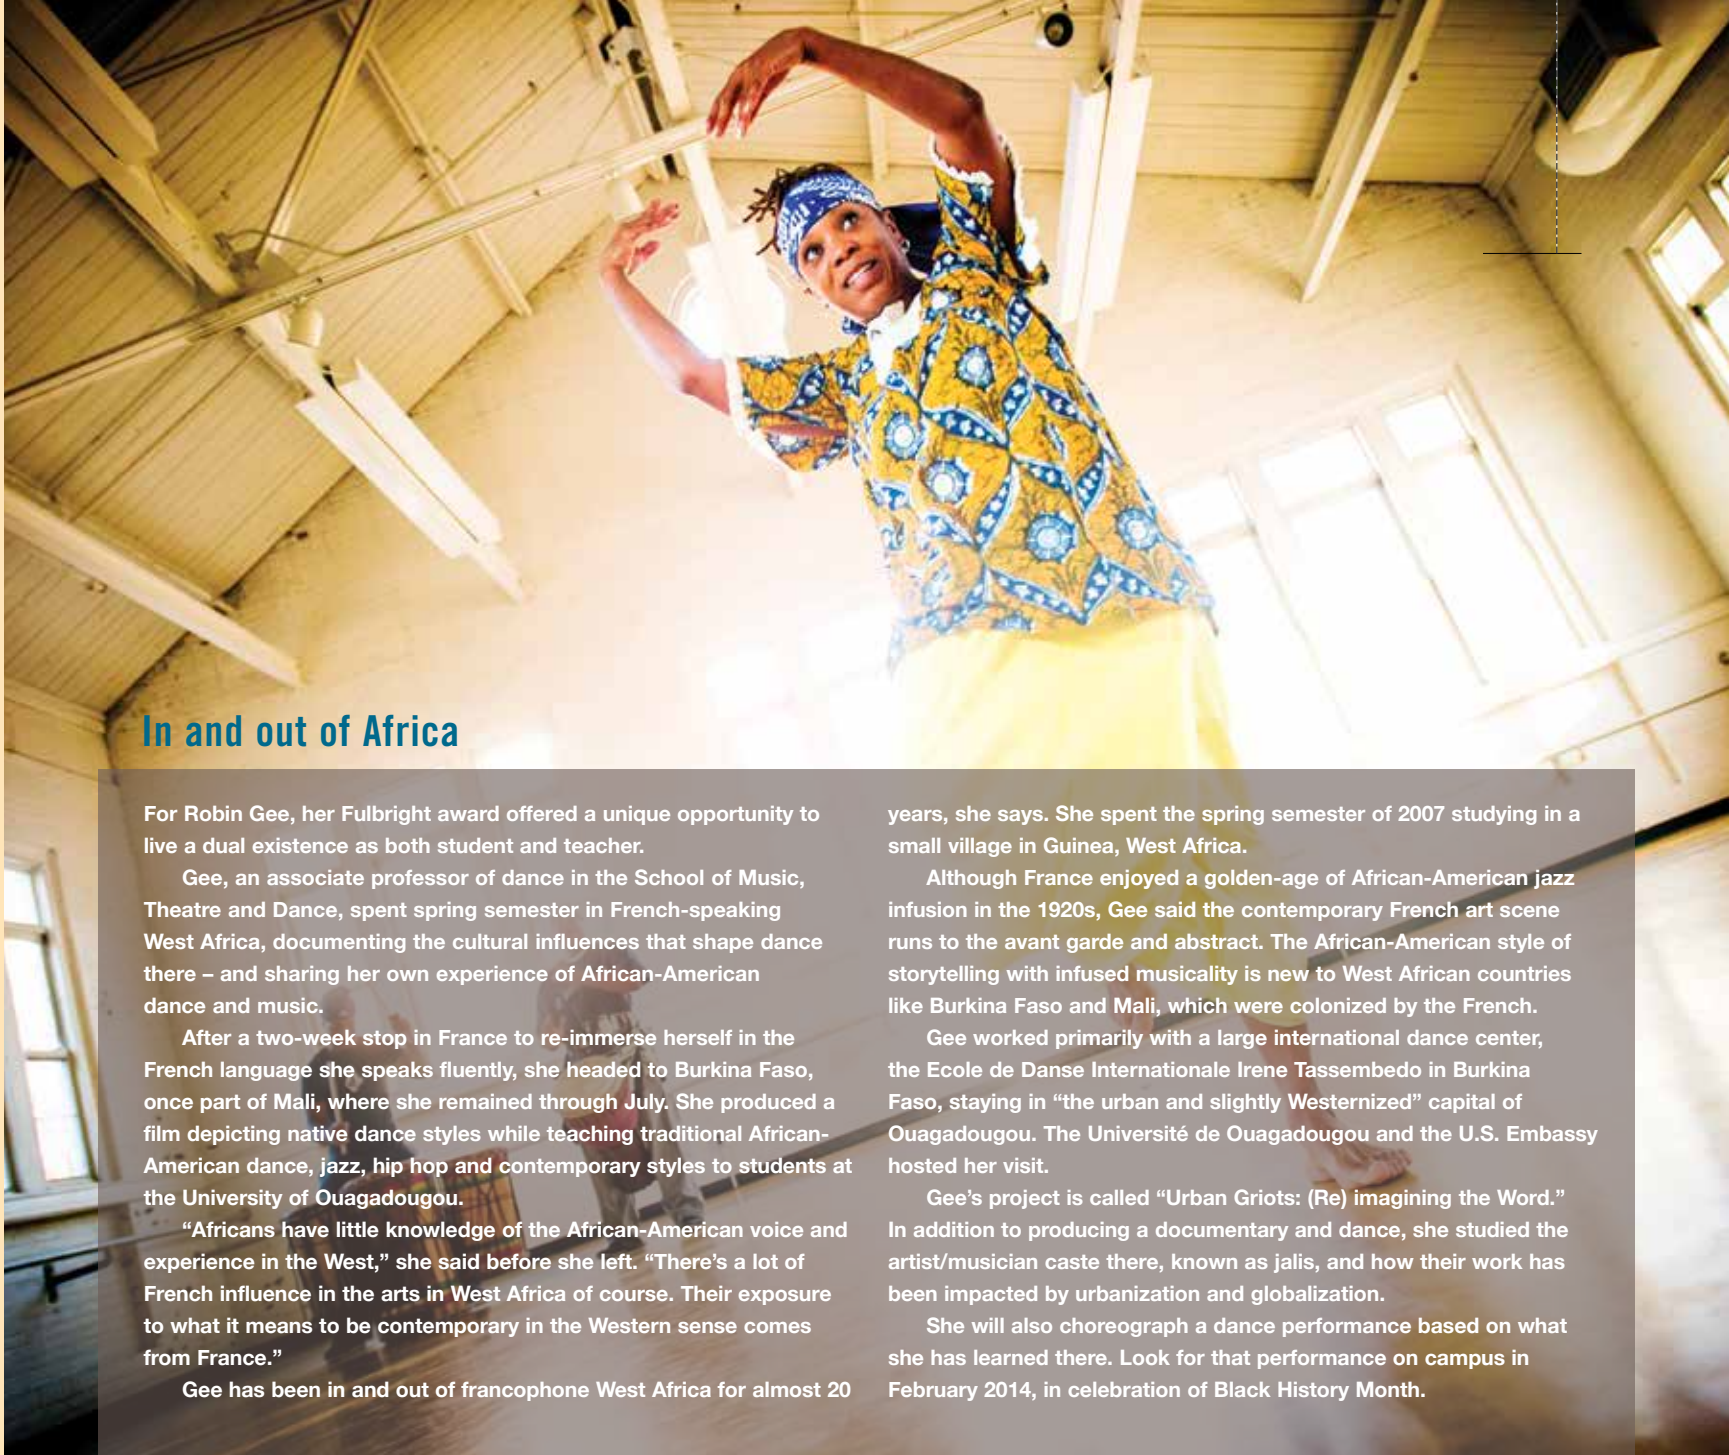 In and out of Africa
For Robin Gee, her Fulbright award offered a unique opportunity to
live a dual existence as both student and teacher.
Gee, an associate professor of dance in the School of Music,
Theatre and Dance, spent spring semester in French-speaking
West Africa, documenting the cultural influences that shape dance
there – and sharing her own experience of African-American
dance and music.
After a two-week stop in France to re-immerse herself in the
French language she speaks fluently, she headed to Burkina Faso,
once part of Mali, where she remained through July. She produced a
film depicting native dance styles while teaching traditional African-
American dance, jazz, hip hop and contemporary styles to students at
the University of Ouagadougou.
“Africans have little knowledge of the African-American voice and
experience in the West,” she said before she left. “There’s a lot of
French influence in the arts in West Africa of course. Their exposure
to what it means to be contemporary in the Western sense comes
from France.”
Gee has been in and out of francophone West Africa for almost 20
years, she says. She spent the spring semester of 2007 studying in a
small village in Guinea, West Africa.
Although France enjoyed a golden-age of African-American jazz
infusion in the 1920s, Gee said the contemporary French art scene
runs to the avant garde and abstract. The African-American style of
storytelling with infused musicality is new to West African countries
like Burkina Faso and Mali, which were colonized by the French.
Gee worked primarily with a large international dance center,
the Ecole de Danse Internationale Irene Tassembedo in Burkina
Faso, staying in “the urban and slightly Westernized” capital of
Ouagadougou. The Université de Ouagadougou and the U.S. Embassy
hosted her visit.
Gee’s project is called “Urban Griots: (Re) imagining the Word.”
In addition to producing a documentary and dance, she studied the
artist/musician caste there, known as jalis, and how their work has
been impacted by urbanization and globalization.
She will also choreograph a dance performance based on what
she has learned there. Look for that performance on campus in
February 2014, in celebration of Black History Month.